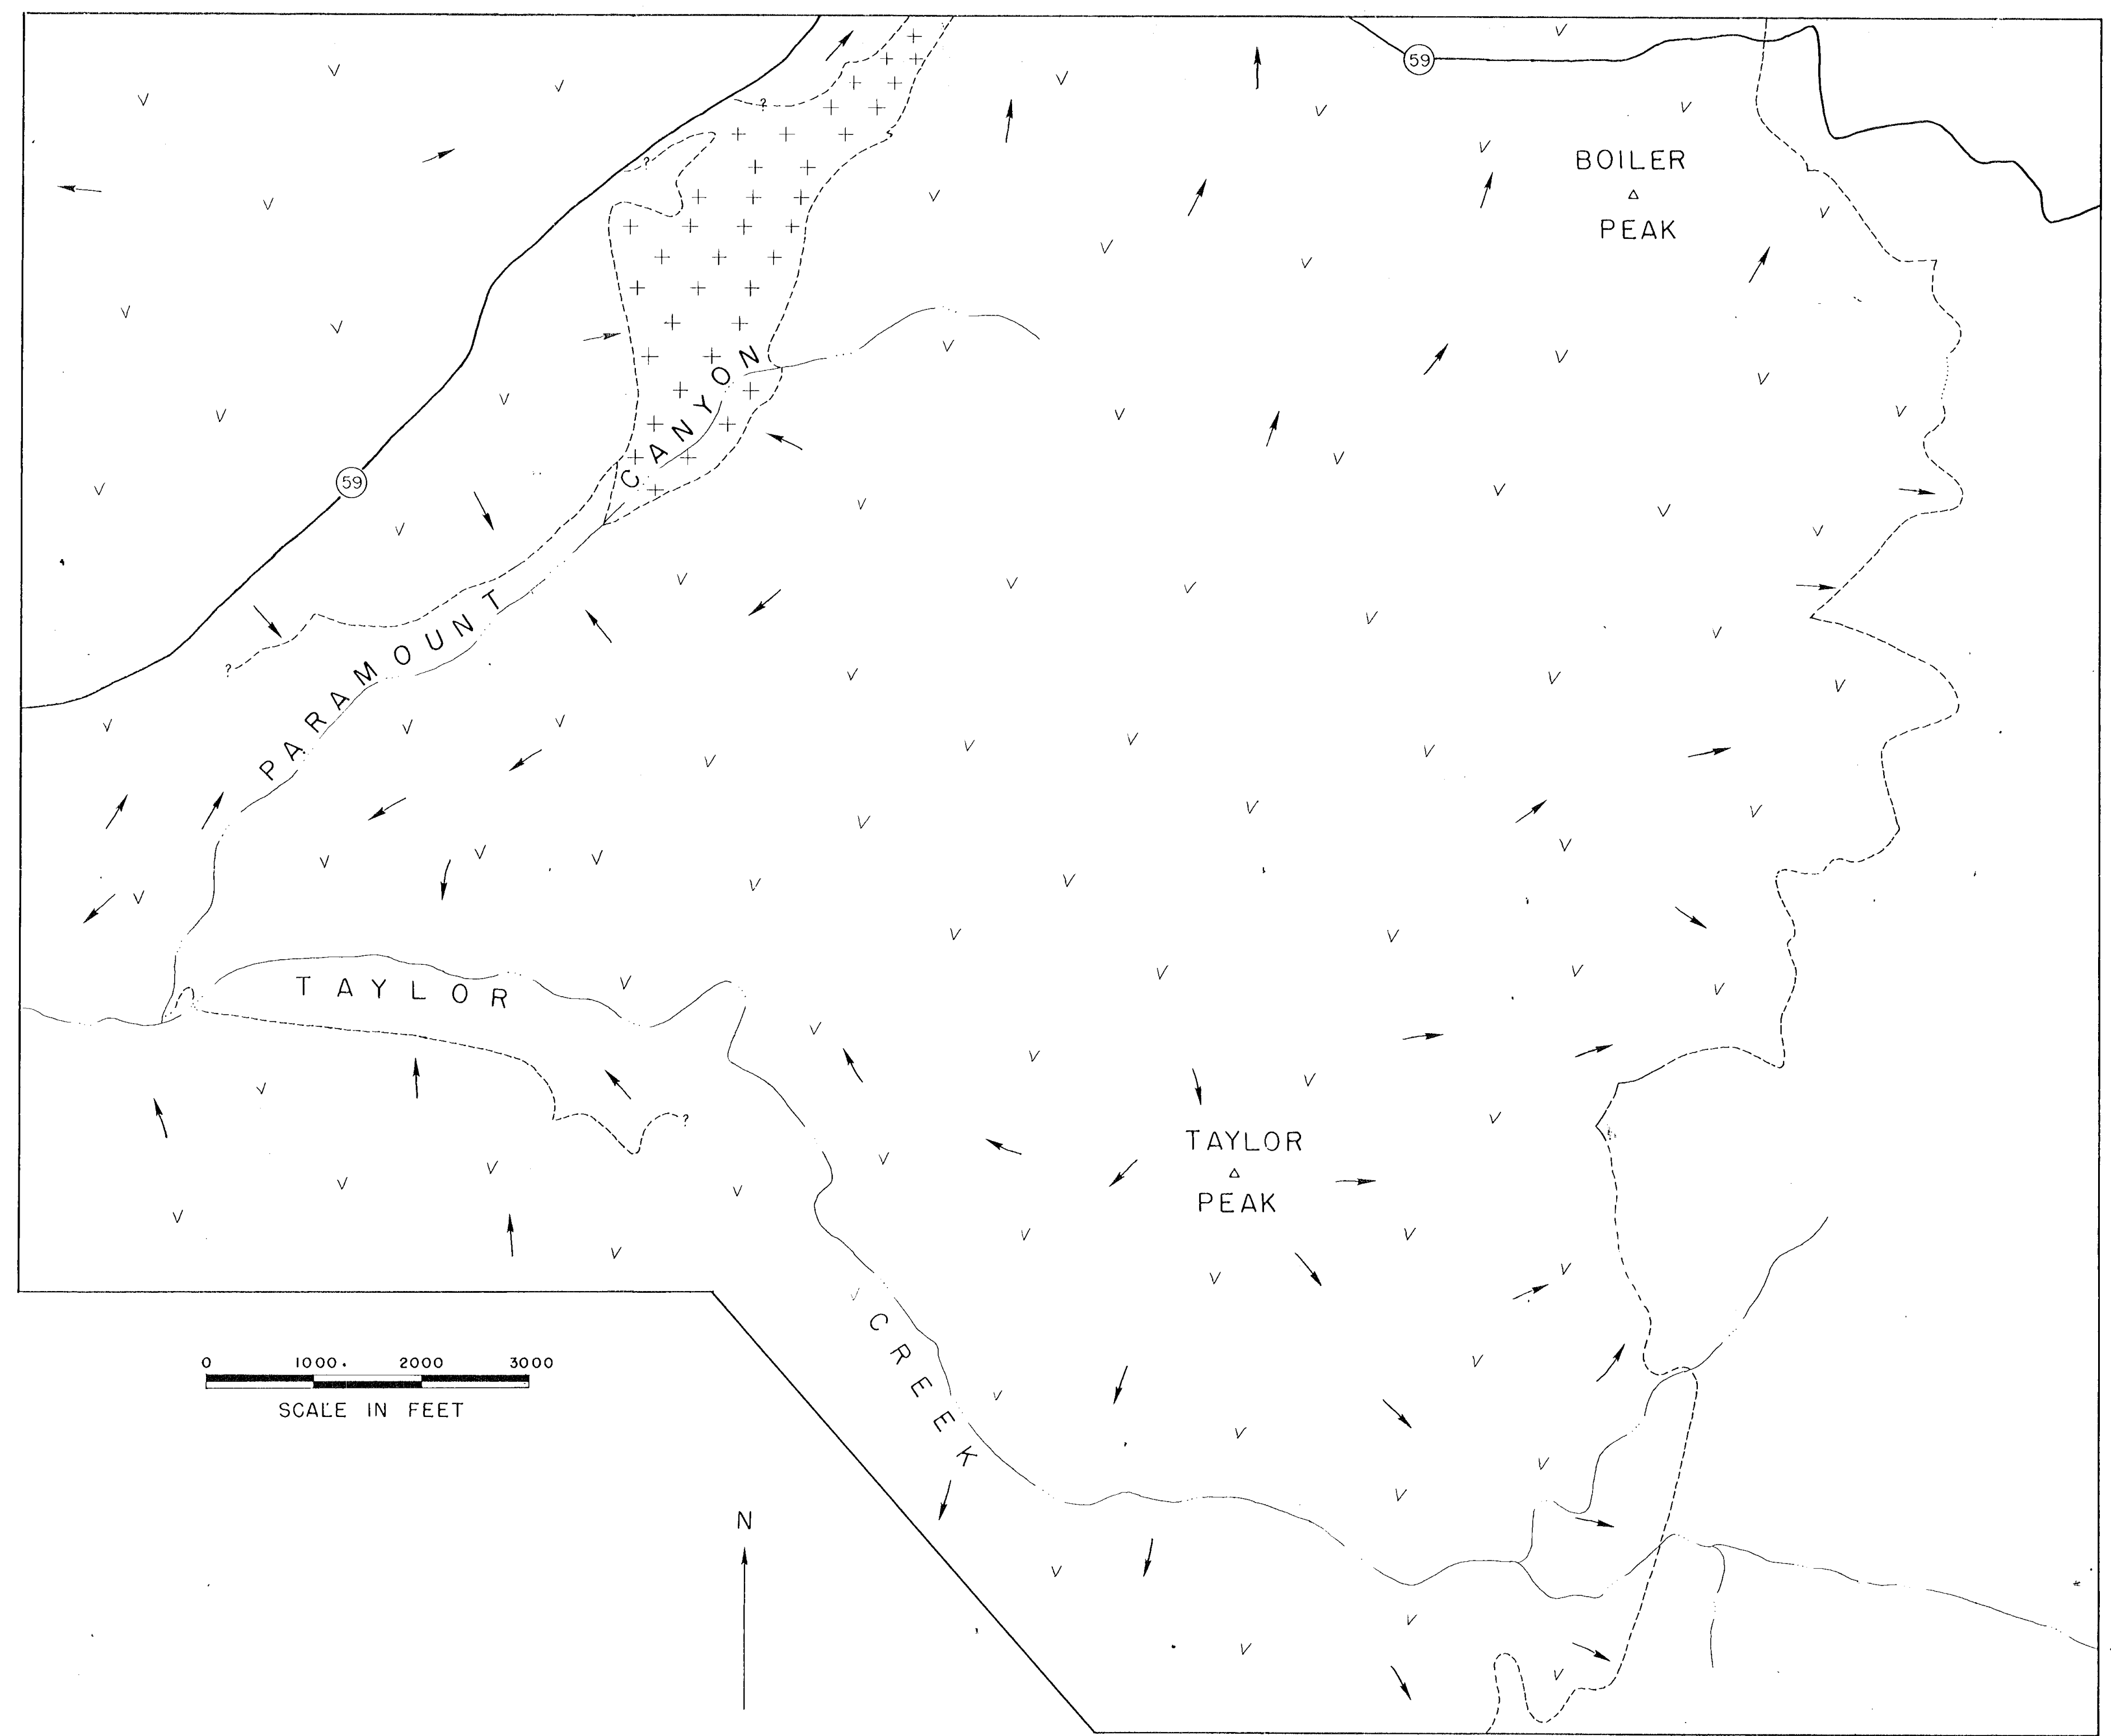 59
?
?
BOILER
PEAK
59
PARAMOUNT CANYON
?
TAYLOR CREEK
?
TAYLOR
PEAK
0 1000 2000 3000
SCALE IN FEET
N